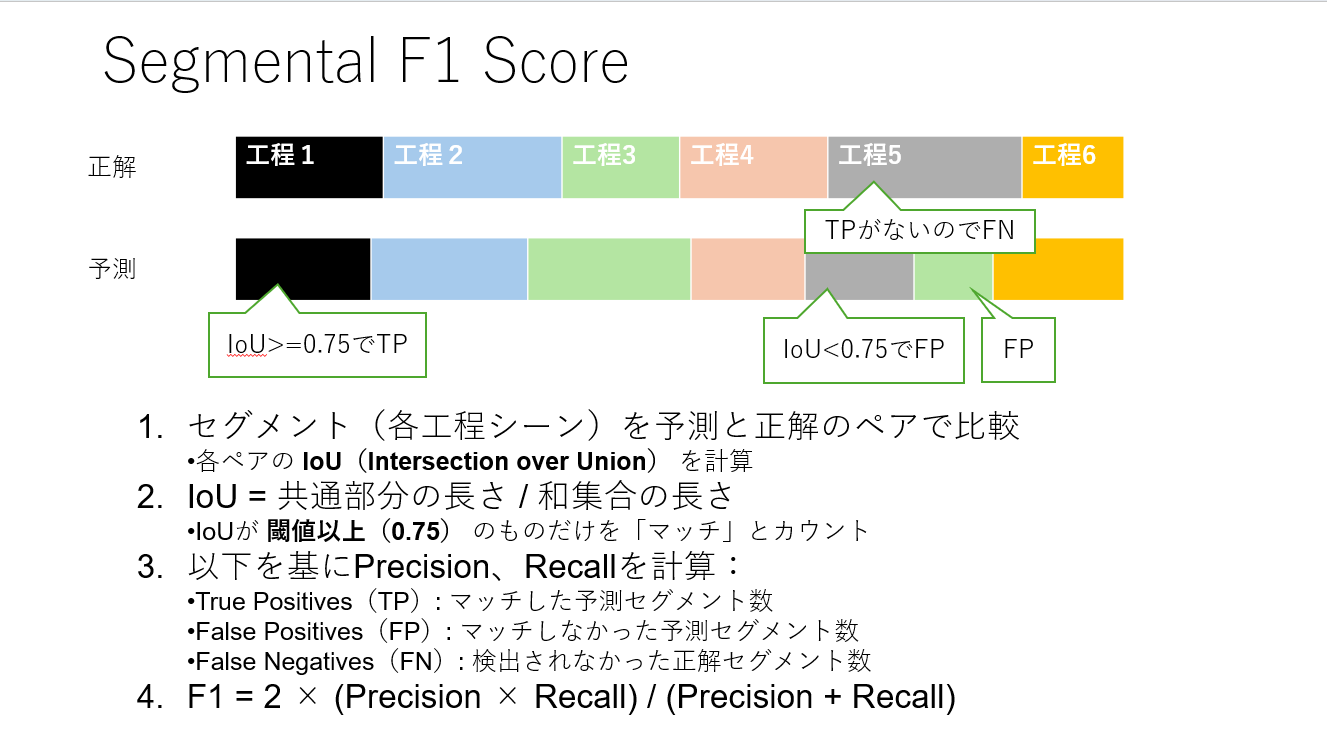 Segmental F1 Score
正解
工程１
工程２
工程3
工程4
工程5
工程6
TPがないのでFN
予測
IoU>=0.75でTP
IoU<0.75でFP
FP
1. セグメント（各工程シーン）を予測と正解のペアで比較
•各ペアの IoU（Intersection over Union） を計算
2. IoU = 共通部分の長さ / 和集合の長さ
•IoUが 閾値以上（0.75） のものだけを「マッチ」とカウント
3. 以下を基にPrecision、Recallを計算：
•True Positives（TP）: マッチした予測セグメント数
•False Positives（FP）: マッチしなかった予測セグメント数
•False Negatives（FN）: 検出されなかった正解セグメント数
4. F1 = 2 × (Precision × Recall) / (Precision + Recall)